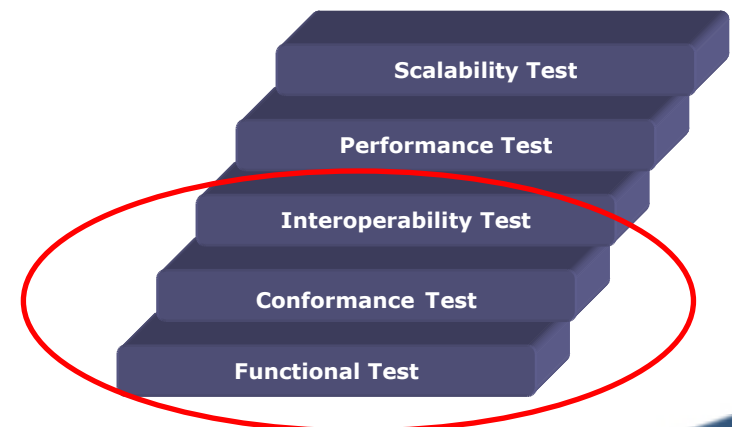 Scalability Test
Performance Test
Interoperability Test
Conformance Test
Functional Test